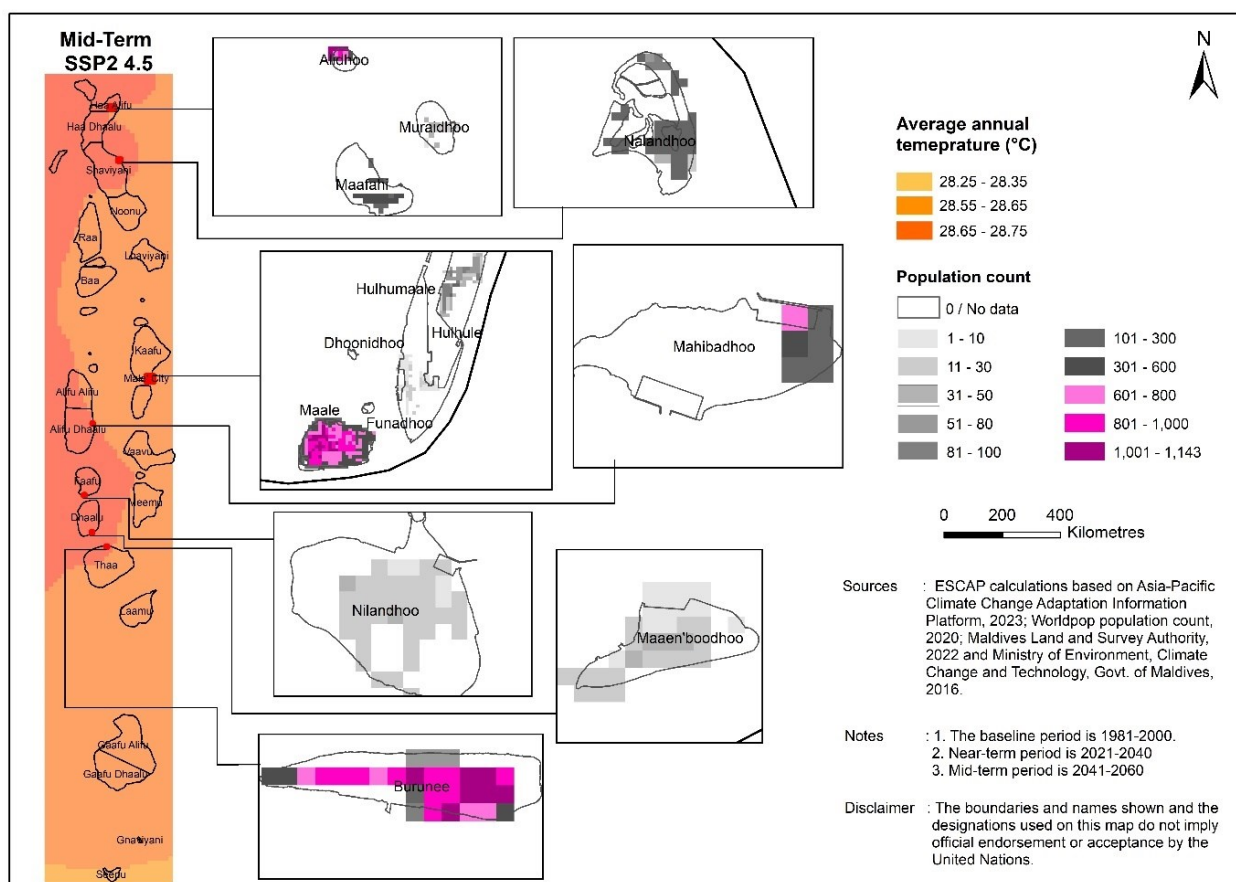 Mid-Term
SSP2 4.5
Haa Alifu
Haa Dhaalu
Shaviyani
Noonu
Raa
Lhaviyani
Baa
Kaafu
Male' City
Alifu Alifu
Alifu Dhaalu
Vaavu
Faafu
Meemu
Dhaalu
Thaa
Laamu
Gaafu Alifu
Gaafu Dhaalu
Gnaviyani
Seenu
Alidhoo
Muraidhoo
Maafahi
Nalandhoo
Hulhumaale
Hulhule
Dhoonidhoo
Maale
Funadhoo
Mahibadhoo
Nilandhoo
Maaen'boodhoo
Burunee
N
Average annual
temeprature (°C)
28.25 - 28.35
28.55 - 28.65
28.65 - 28.75
Population count
0 / No data
1 - 10
11 - 30
31 - 50
51 - 80
81 - 100
101 - 300
301 - 600
601 - 800
801 - 1,000
1,001 - 1,143
0 200 400
Kilometres
Sources : ESCAP calculations based on Asia-Pacific
Climate Change Adaptation Information
Platform, 2023; Worldpop population count,
2020; Maldives Land and Survey Authority,
2022 and Ministry of Environment, Climate
Change and Technology, Govt. of Maldives,
2016.
Notes : 1. The baseline period is 1981-2000.
2. Near-term period is 2021-2040
3. Mid-term period is 2041-2060
Disclaimer : The boundaries and names shown and the
designations used on this map do not imply
official endorsement or acceptance by the
United Nations.